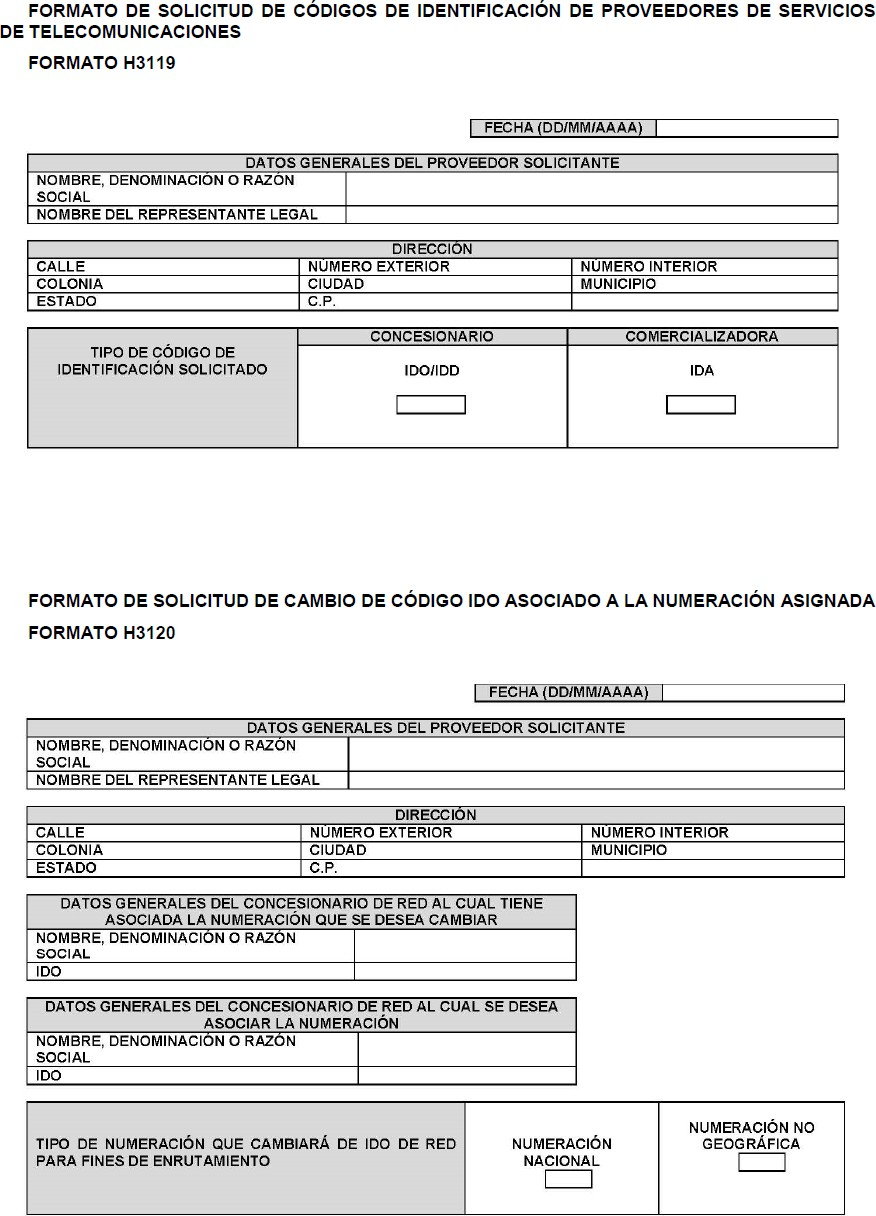 FORMATO DE SOLICITUD DE CÓDIGOS DE IDENTIFICACIÓN DE PROVEEDORES DE SERVICIOS
DE TELECOMUNICACIONES
FORMATO H3119
FECHA (DD/MM/AAAA)
DATOS GENERALES DEL PROVEEDOR SOLICITANTE
NOMBRE, DENOMINACIÓN O RAZÓN
SOCIAL
NOMBRE DEL REPRESENTANTE LEGAL
DIRECCIÓN
CALLE NÚMERO EXTERIOR NÚMERO INTERIOR
COLONIA CIUDAD MUNICIPIO
ESTADO C.P.
TIPO DE CÓDIGO DE
IDENTIFICACIÓN SOLICITADO
CONCESIONARIO
IDO/IDD
COMERCIALIZADORA
IDA
FORMATO DE SOLICITUD DE CAMBIO DE CÓDIGO IDO ASOCIADO A LA NUMERACIÓN ASIGNADA
FORMATO H3120
FECHA (DD/MM/AAAA)
DATOS GENERALES DEL PROVEEDOR SOLICITANTE
NOMBRE, DENOMINACIÓN O RAZÓN
SOCIAL
NOMBRE DEL REPRESENTANTE LEGAL
DIRECCIÓN
CALLE NÚMERO EXTERIOR NÚMERO INTERIOR
COLONIA CIUDAD MUNICIPIO
ESTADO C.P.
DATOS GENERALES DEL CONCESIONARIO DE RED AL CUAL TIENE
ASOCIADA LA NUMERACIÓN QUE SE DESEA CAMBIAR
NOMBRE, DENOMINACIÓN O RAZÓN
SOCIAL
IDO
DATOS GENERALES DEL CONCESIONARIO DE RED AL CUAL SE DESEA
ASOCIAR LA NUMERACIÓN
NOMBRE, DENOMINACIÓN O RAZÓN
SOCIAL
IDO
TIPO DE NUMERACIÓN QUE CAMBIARÁ DE IDO DE RED
PARA FINES DE ENRUTAMIENTO
NUMERACIÓN
NACIONAL
NUMERACIÓN NO
GEOGRÁFICA